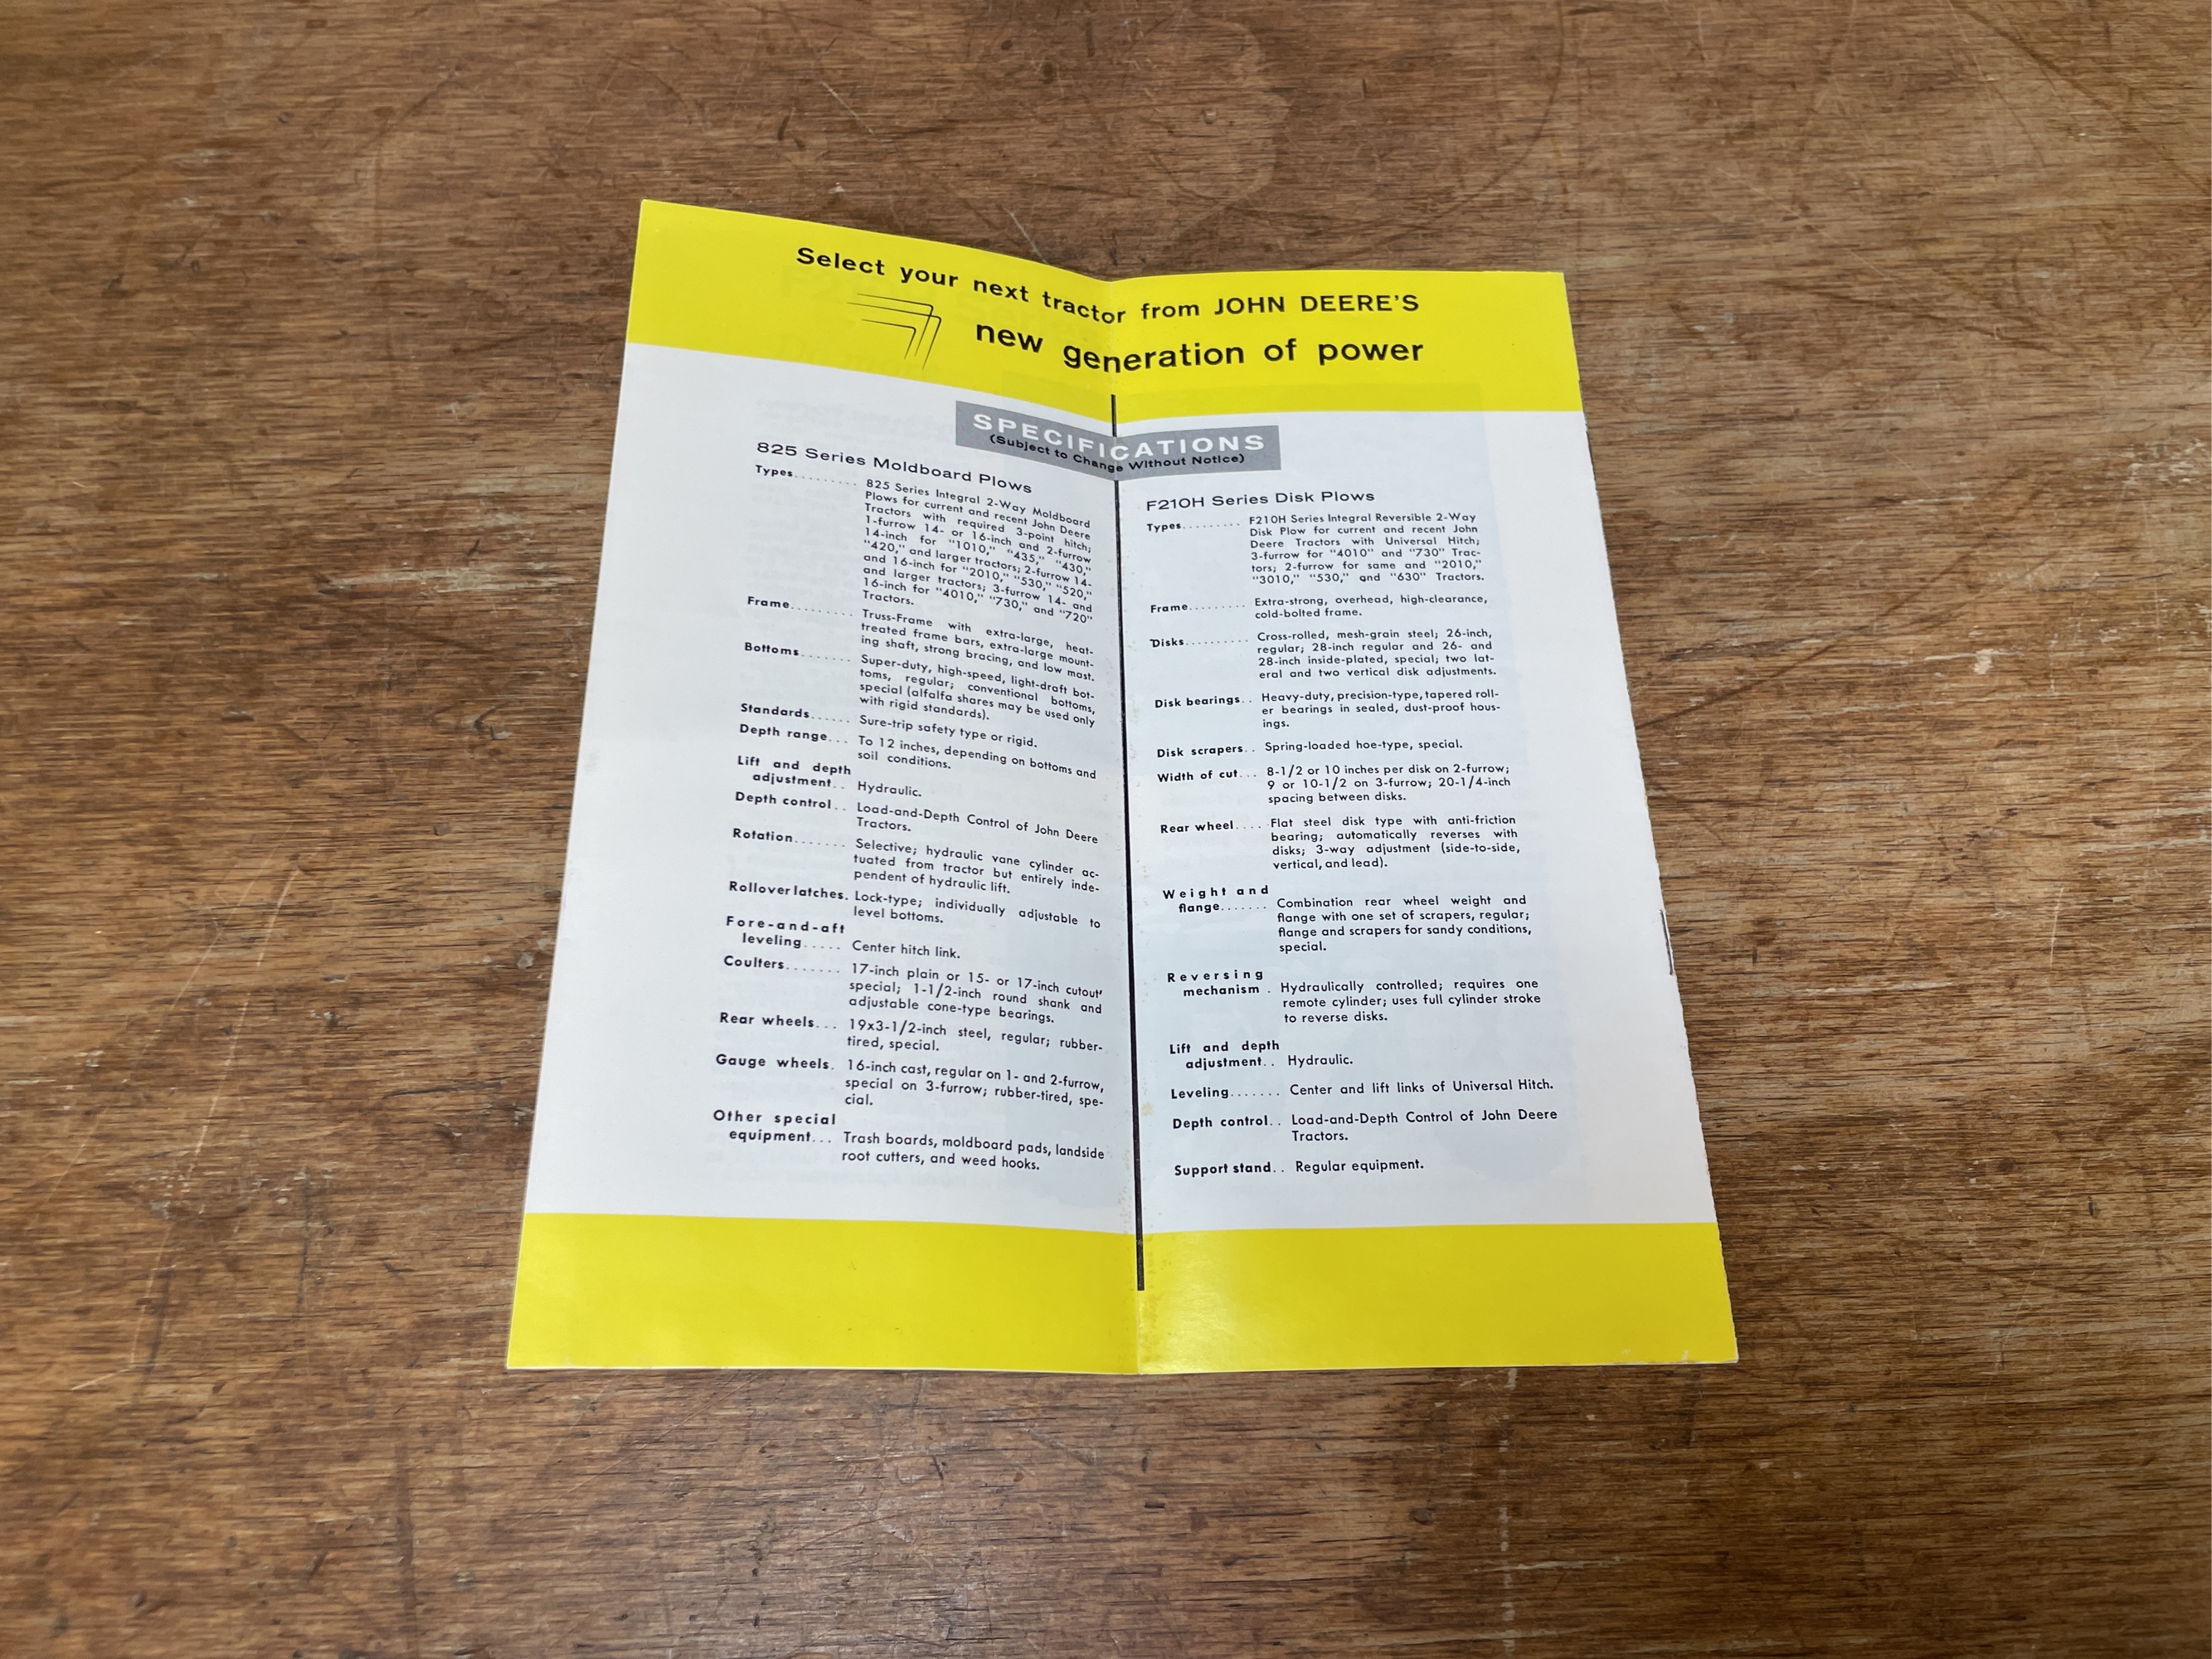 Select your next tractor from JOHN DEERE'S
new generation of power
SPECIFICATIONS
(Subject to Change Without Notice)
825 Series Moldboard Plows
Types......... 825 Series Integral 2-Way Moldboard
Plows for current and recent John Deere
Tractors with required 3-point hitch;
1-furrow 14- or 16-inch and 2-furrow
14-inch for "1010," "435," "430,"
"420," and larger tractors; 2-furrow 14-
and 16-inch for "2010," "530," "520,"
and larger tractors; 3-furrow 14- and
16-inch for "4010," "730," and "720"
Tractors.
Frame......... Truss-Frame with extra-large, heat-
treated frame bars, extra-large mount-
ing shaft, strong bracing, and low mast.
Bottoms....... Super-duty, high-speed, light-draft bot-
toms, regular; conventional bottoms,
special (alfalfa shares may be used only
with rigid standards).
Standards...... Sure-trip safety type or rigid.
Depth range... To 12 inches, depending on bottoms and
soil conditions.
Lift and depth
adjustment.. Hydraulic.
Depth control.. Load-and-Depth Control of John Deere
Tractors.
Rotation....... Selective; hydraulic vane cylinder ac-
tuated from tractor but entirely inde-
pendent of hydraulic lift.
Rollover latches. Lock-type; individually adjustable to
level bottoms.
Fore-and-aft
leveling..... Center hitch link.
Coulters....... 17-inch plain or 15- or 17-inch cutout,
special; 1-1/2-inch round shank and
adjustable cone-type bearings.
Rear wheels... 19x3-1/2-inch steel, regular; rubber-
tired, special.
Gauge wheels. 16-inch cast, regular on 1- and 2-furrow,
special on 3-furrow; rubber-tired, spe-
cial.
Other special
equipment... Trash boards, moldboard pads, landside
root cutters, and weed hooks.
F210H Series Disk Plows
Types......... F210H Series Integral Reversible 2-Way
Disk Plow for current and recent John
Deere Tractors with Universal Hitch;
3-furrow for "4010" and "730" Trac-
tors; 2-furrow for same and "2010,"
"3010," "530," and "630" Tractors.
Frame......... Extra-strong, overhead, high-clearance,
cold-bolted frame.
Disks.......... Cross-rolled, mesh-grain steel; 26-inch,
regular; 28-inch regular and 26- and
28-inch inside-plated, special; two lat-
eral and two vertical disk adjustments.
Disk bearings.. Heavy-duty, precision-type, tapered roll-
er bearings in sealed, dust-proof hous-
ings.
Disk scrapers.. Spring-loaded hoe-type, special.
Width of cut... 8-1/2 or 10 inches per disk on 2-furrow;
9 or 10-1/2 on 3-furrow; 20-1/4-inch
spacing between disks.
Rear wheel..... Flat steel disk type with anti-friction
bearing; automatically reverses with
disks; 3-way adjustment (side-to-side,
vertical, and lead).
Weight and
flange....... Combination rear wheel weight and
flange with one set of scrapers, regular;
flange and scrapers for sandy conditions,
special.
Reversing
mechanism . Hydraulically controlled; requires one
remote cylinder; uses full cylinder stroke
to reverse disks.
Lift and depth
adjustment.. Hydraulic.
Leveling....... Center and lift links of Universal Hitch.
Depth control.. Load-and-Depth Control of John Deere
Tractors.
Support stand.. Regular equipment.